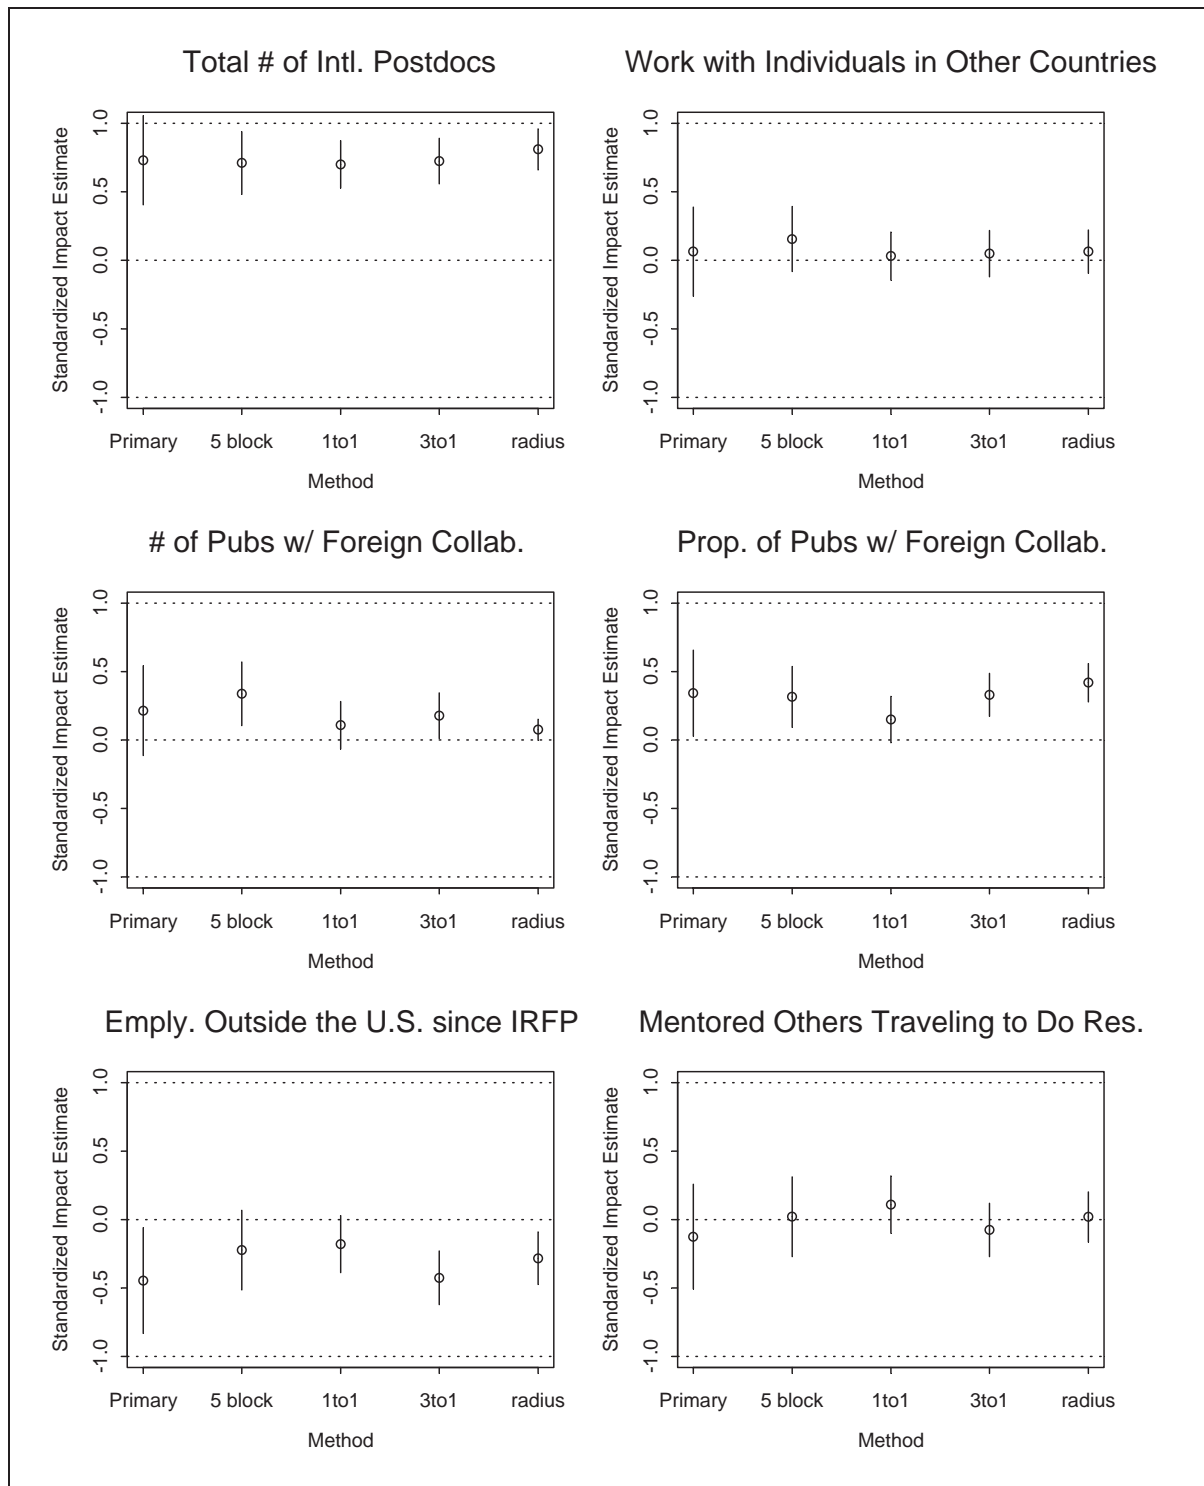 Total # of Intl. Postdocs
Standardized Impact Estimate
1.0
0.5
0.0
-0.5
-1.0
Primary 5 block 1to1 3to1 radius
Method
Work with Individuals in Other Countries
Standardized Impact Estimate
1.0
0.5
0.0
-0.5
-1.0
Primary 5 block 1to1 3to1 radius
Method
# of Pubs w/ Foreign Collab.
Standardized Impact Estimate
1.0
0.5
0.0
-0.5
-1.0
Primary 5 block 1to1 3to1 radius
Method
Prop. of Pubs w/ Foreign Collab.
Standardized Impact Estimate
1.0
0.5
0.0
-0.5
-1.0
Primary 5 block 1to1 3to1 radius
Method
Emply. Outside the U.S. since IRFP
Standardized Impact Estimate
1.0
0.5
0.0
-0.5
-1.0
Primary 5 block 1to1 3to1 radius
Method
Mentored Others Traveling to Do Res.
Standardized Impact Estimate
1.0
0.5
0.0
-0.5
-1.0
Primary 5 block 1to1 3to1 radius
Method